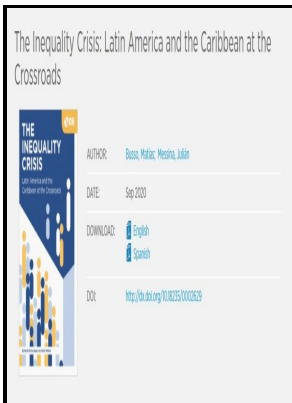 The Inequality Crisis: Latin America and the Caribbean at the
Crossroads
THE
INEQUALITY
CRISIS
Latin America and the
Caribbean at the Crossroads
IDB
AUTHOR: Busso, Matías; Messina, Julián
DATE: Sep 2020
DOWNLOAD: English
Spanish
DOI: http://dx.doi.org/10.18235/0002629